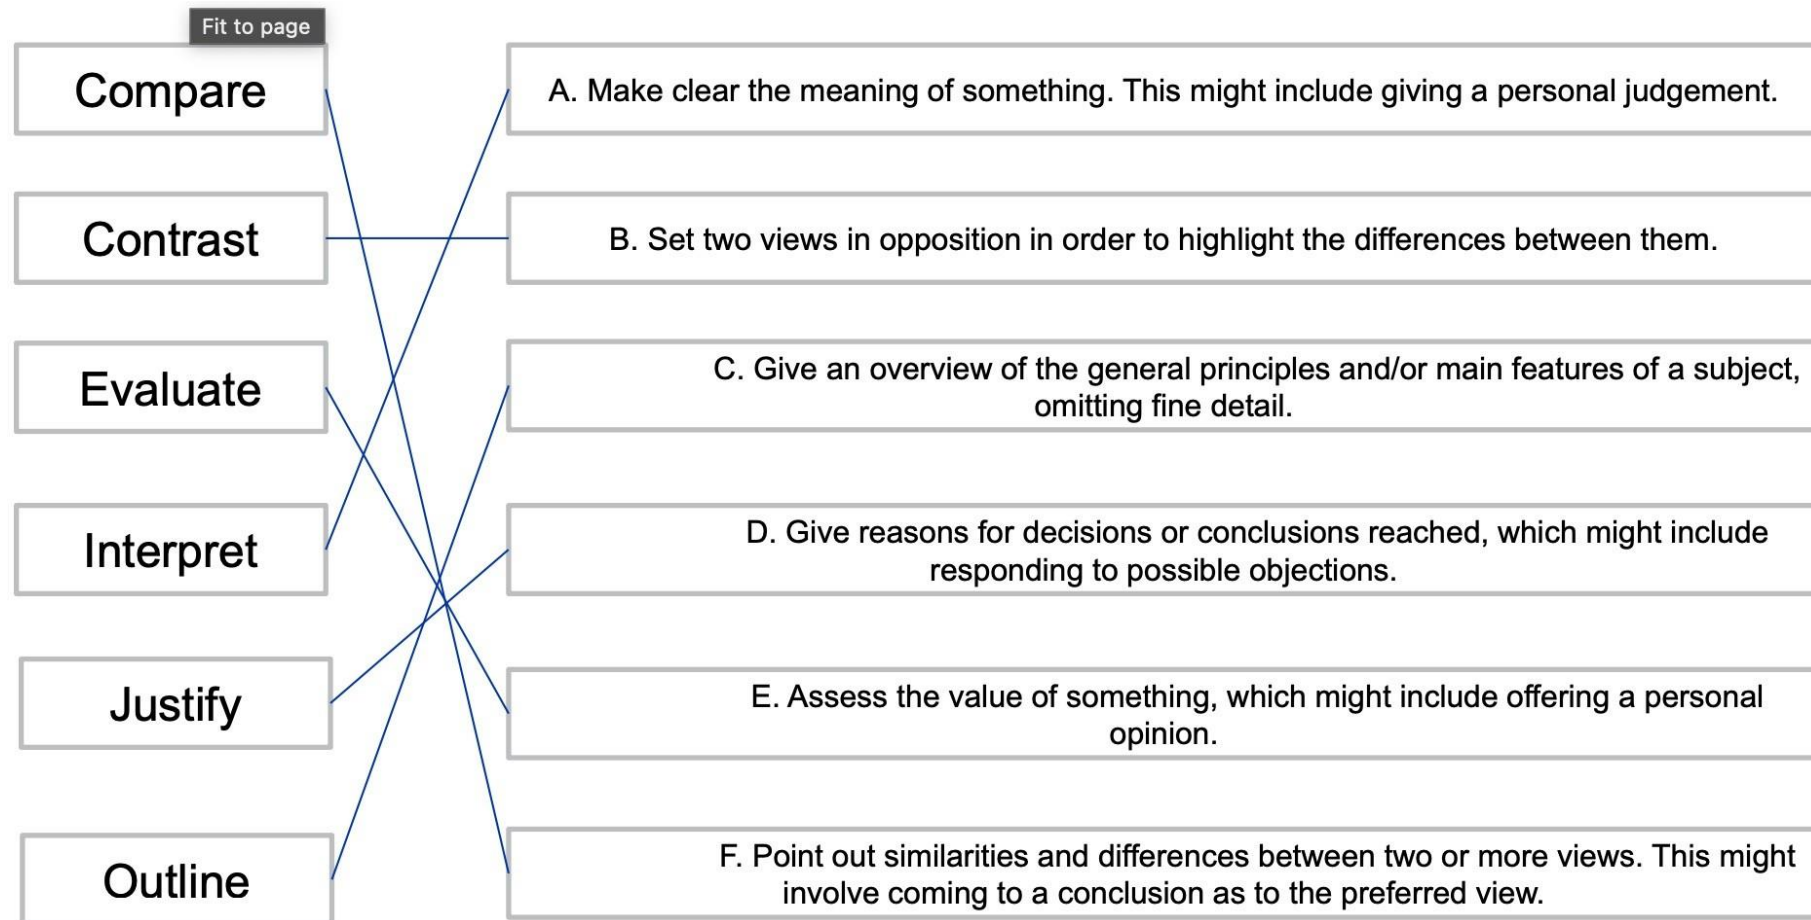 Fit to page
Compare
A. Make clear the meaning of something. This might include giving a personal judgement.
Contrast
B. Set two views in opposition in order to highlight the differences between them.
Evaluate
C. Give an overview of the general principles and/or main features of a subject,
omitting fine detail.
Interpret
D. Give reasons for decisions or conclusions reached, which might include
responding to possible objections.
Justify
E. Assess the value of something, which might include offering a personal
opinion.
Outline
F. Point out similarities and differences between two or more views. This might
involve coming to a conclusion as to the preferred view.